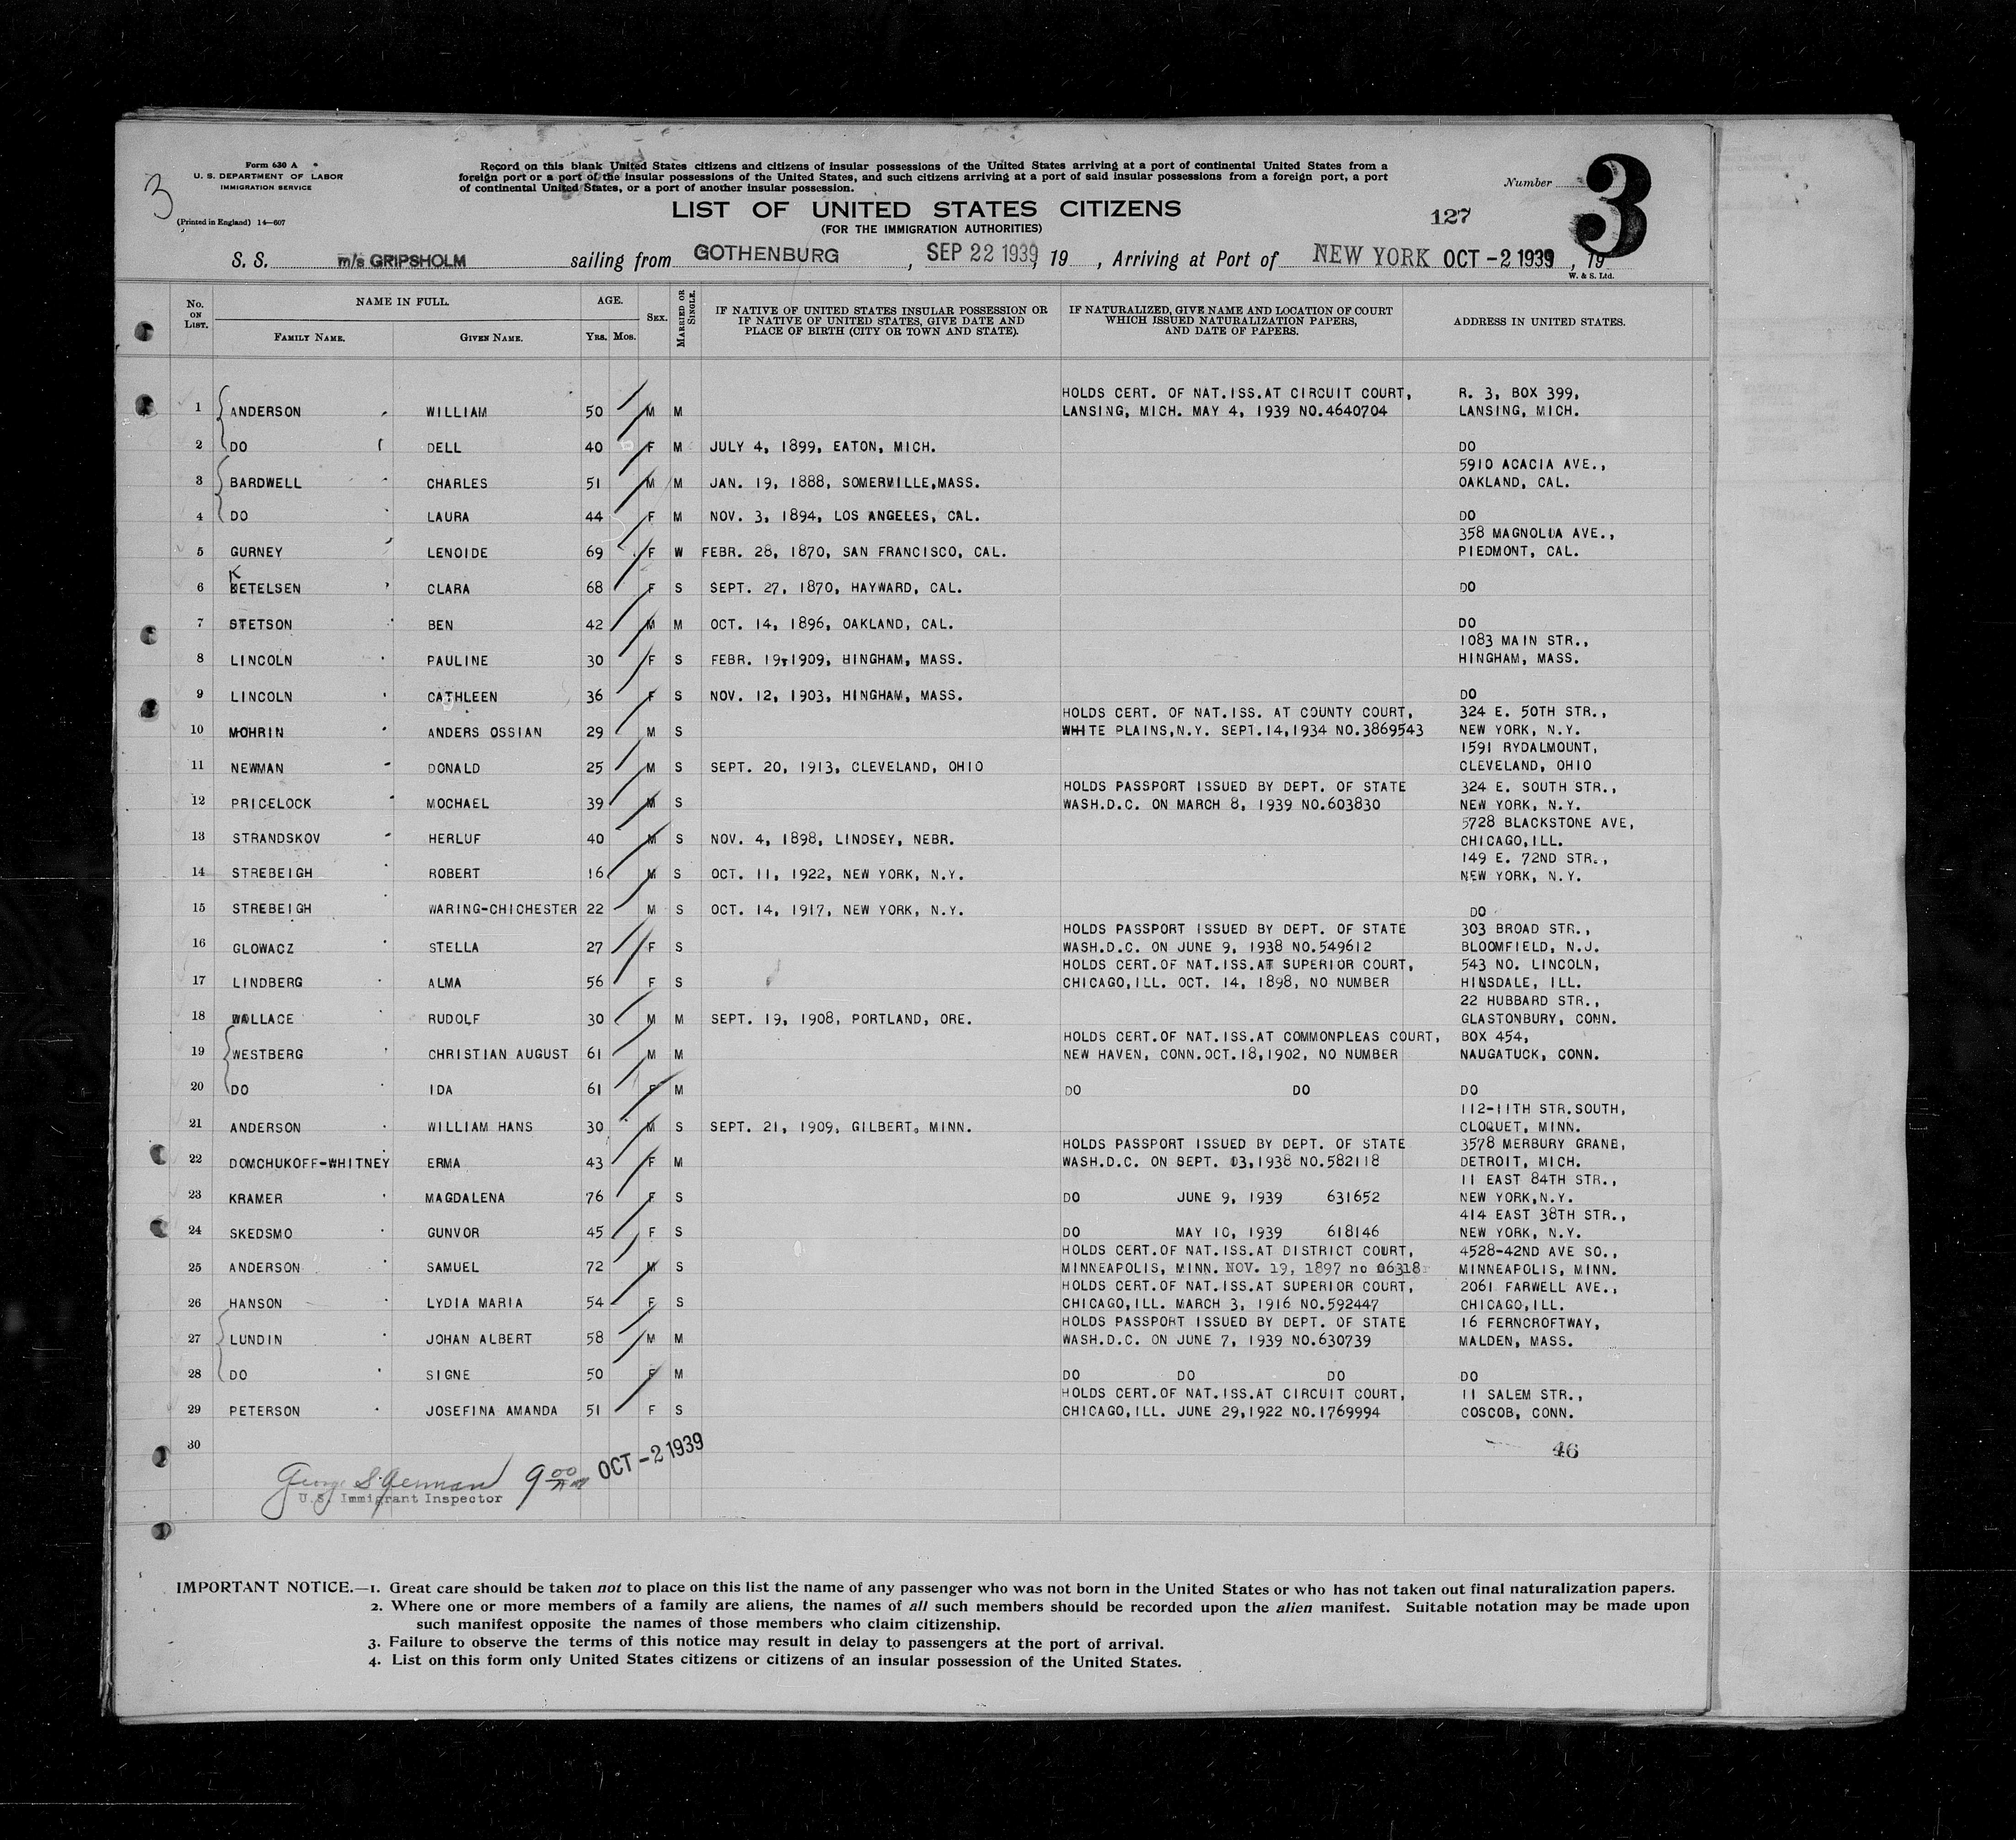 Form 630 A
U. S. DEPARTMENT OF LABOR
IMMIGRATION SERVICE
(Printed in England) 14—607
3
Record on this blank United States citizens and citizens of insular possessions of the United States arriving at a port of continental United States from a
foreign port or a port of the insular possessions of the United States, and such citizens arriving at a port of said insular possessions from a foreign port, a port
of continental United States, or a port of another insular possession.
Number 3
LIST OF UNITED STATES CITIZENS
(FOR THE IMMIGRATION AUTHORITIES)
127
S. S. m/s GRIPSHOLM sailing from GOTHENBURG, SEP 22 1939, 19 , Arriving at Port of NEW YORK OCT -2 1939, 19
W. & S. Ltd.
No. ON LIST. NAME IN FULL. AGE. SEX. MARRIED OR SINGLE. IF NATIVE OF UNITED STATES INSULAR POSSESSION OR IF NATIVE OF UNITED STATES, GIVE DATE AND PLACE OF BIRTH (CITY OR TOWN AND STATE). IF NATURALIZED, GIVE NAME AND LOCATION OF COURT WHICH ISSUED NATURALIZATION PAPERS, AND DATE OF PAPERS. ADDRESS IN UNITED STATES.
FAMILY NAME. GIVEN NAME. YRS. MOS.
HOLDS CERT. OF NAT.ISS.AT CIRCUIT COURT, R. 3, BOX 399,
1 ANDERSON WILLIAM 50 M M LANSING, MICH. MAY 4, 1939 NO.4640704 LANSING, MICH.
2 DO DELL 40 F M JULY 4, 1899, EATON, MICH. DO
5910 ACACIA AVE.,
3 BARDWELL CHARLES 51 M M JAN. 19, 1888, SOMERVILLE,MASS. OAKLAND, CAL.
4 DO LAURA 44 F M NOV. 3, 1894, LOS ANGELES, CAL. DO
358 MAGNOLIA AVE.,
5 GURNEY LENOIDE 69 F W FEBR. 28, 1870, SAN FRANCISCO, CAL. PIEDMONT, CAL.
6 KETELSEN CLARA 68 F S SEPT. 27, 1870, HAYWARD, CAL. DO
7 STETSON BEN 42 M M OCT. 14, 1896, OAKLAND, CAL. DO
1083 MAIN STR.,
8 LINCOLN PAULINE 30 F S FEBR. 19,1909, HINGHAM, MASS. HINGHAM, MASS.
9 LINCOLN CATHLEEN 36 F S NOV. 12, 1903, HINGHAM, MASS. DO
HOLDS CERT. OF NAT.ISS. AT COUNTY COURT, 324 E. 50TH STR.,
10 MOHRIN ANDERS OSSIAN 29 M S WHITE PLAINS,N.Y. SEPT.14,1934 NO.3869543 NEW YORK, N.Y.
1591 RYDALMOUNT,
11 NEWMAN DONALD 25 M S SEPT. 20, 1913, CLEVELAND, OHIO CLEVELAND, OHIO
HOLDS PASSPORT ISSUED BY DEPT. OF STATE 324 E. SOUTH STR.,
12 PRICELOCK MOCHAEL 39 M S WASH.D.C. ON MARCH 8, 1939 NO.603830 NEW YORK, N.Y.
5728 BLACKSTONE AVE,
13 STRANDSKOV HERLUF 40 M S NOV. 4, 1898, LINDSEY, NEBR. CHICAGO,ILL.
149 E. 72ND STR.,
14 STREBEIGH ROBERT 16 M S OCT. 11, 1922, NEW YORK, N.Y. NEW YORK, N.Y.
15 STREBEIGH WARING-CHICHESTER 22 M S OCT. 14, 1917, NEW YORK, N.Y. DO
HOLDS PASSPORT ISSUED BY DEPT. OF STATE 303 BROAD STR.,
16 GLOWACZ STELLA 27 F S WASH.D.C. ON JUNE 9, 1938 NO.549612 BLOOMFIELD, N.J.
HOLDS CERT.OF NAT.ISS.AT SUPERIOR COURT, 543 NO. LINCOLN,
17 LINDBERG ALMA 56 F S CHICAGO,ILL. OCT. 14, 1898, NO NUMBER HINSDALE, ILL.
22 HUBBARD STR.,
18 WALLACE RUDOLF 30 M M SEPT. 19, 1908, PORTLAND, ORE. GLASTONBURY, CONN.
HOLDS CERT.OF NAT.ISS.AT COMMONPLEAS COURT, BOX 454,
19 WESTBERG CHRISTIAN AUGUST 61 M M NEW HAVEN, CONN.OCT.18,1902, NO NUMBER NAUGATUCK, CONN.
20 DO IDA 61 F M DO DO DO
112-11TH STR.SOUTH,
21 ANDERSON WILLIAM HANS 30 M S SEPT. 21, 1909, GILBERT, MINN. CLOQUET, MINN.
HOLDS PASSPORT ISSUED BY DEPT. OF STATE 3578 MERBURY GRANE,
22 DOMCHUKOFF-WHITNEY ERMA 43 F M WASH.D.C. ON SEPT. 03,1938 NO.582118 DETROIT, MICH.
11 EAST 84TH STR.,
23 KRAMER MAGDALENA 76 F S DO JUNE 9, 1939 631652 NEW YORK,N.Y.
414 EAST 38TH STR.,
24 SKEDSMO GUNVOR 45 F S DO MAY 10, 1939 618146 NEW YORK, N.Y.
HOLDS CERT.OF NAT.ISS.AT DISTRICT COURT, 4528-42ND AVE SO.,
25 ANDERSON SAMUEL 72 M S MINNEAPOLIS, MINN. NOV. 19, 1897 no 06318 MINNEAPOLIS, MINN.
HOLDS CERT.OF NAT.ISS.AT SUPERIOR COURT, 2061 FARWELL AVE.,
26 HANSON LYDIA MARIA 54 F S CHICAGO,ILL. MARCH 3, 1916 NO.592447 CHICAGO,ILL.
HOLDS PASSPORT ISSUED BY DEPT. OF STATE 16 FERNCROFTWAY,
27 LUNDIN JOHAN ALBERT 58 M M WASH.D.C. ON JUNE 7, 1939 NO.630739 MALDEN, MASS.
28 DO SIGNE 50 F M DO DO DO DO
HOLDS CERT.OF NAT.ISS.AT CIRCUIT COURT, 11 SALEM STR.,
29 PETERSON JOSEFINA AMANDA 51 F S CHICAGO,ILL. JUNE 29,1922 NO.1769994 COSCOB, CONN.
30 46
George S. German 9 00 AM OCT -2 1939
U.S. Immigrant Inspector
IMPORTANT NOTICE.—1. Great care should be taken not to place on this list the name of any passenger who was not born in the United States or who has not taken out final naturalization papers.
2. Where one or more members of a family are aliens, the names of all such members should be recorded upon the alien manifest. Suitable notation may be made upon
such manifest opposite the names of those members who claim citizenship.
3. Failure to observe the terms of this notice may result in delay to passengers at the port of arrival.
4. List on this form only United States citizens or citizens of an insular possession of the United States.